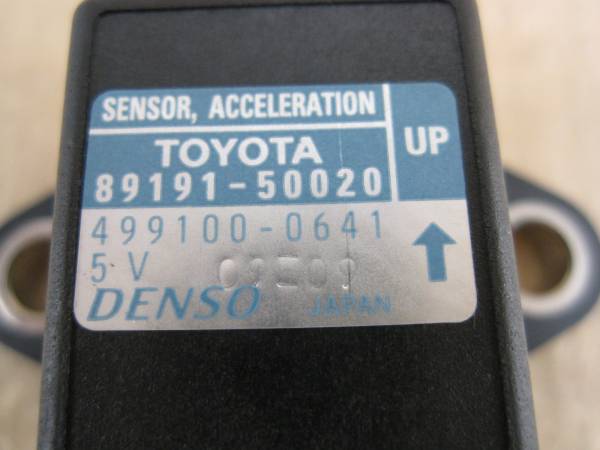 SENSOR, ACCELERATION
UP
TOYOTA
89191-50020
499100-0641
5 V
DENSO JAPAN